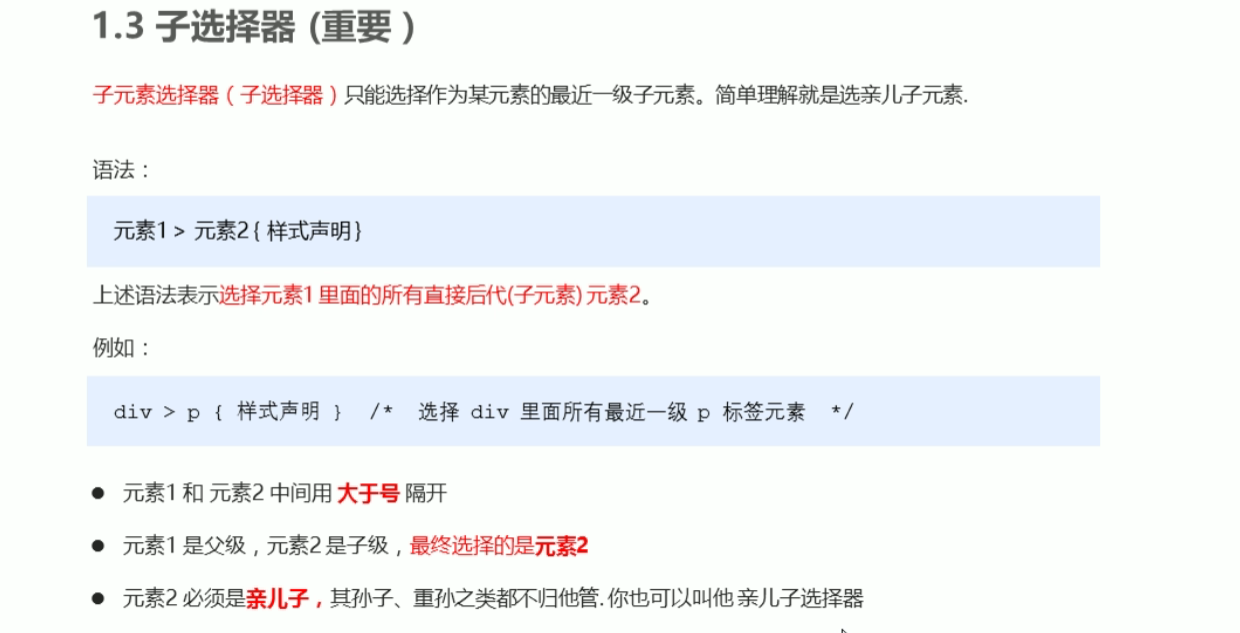 1.3 子选择器 (重要 )
子元素选择器（子选择器）只能选择作为某元素的最近一级子元素。简单理解就是选亲儿子元素.
语法：
元素1 > 元素2{ 样式声明}
上述语法表示选择元素1 里面的所有直接后代(子元素) 元素2。
例如：
div > p { 样式声明 }  /*  选择 div 里面所有最近一级 p 标签元素  */
● 元素1 和 元素2 中间用 大于号 隔开
● 元素1 是父级，元素2 是子级，最终选择的是元素2
● 元素2 必须是亲儿子，其孙子、重孙之类都不归他管. 你也可以叫他 亲儿子选择器